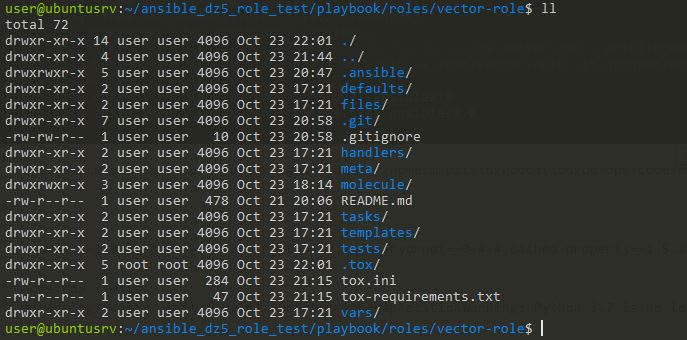 user@ubuntusrv:~/ansible_dz5_role_test/playbook/roles/vector-role$ ll
total 72
drwxr-xr-x 14 user user 4096 Oct 23 22:01 ./
drwxr-xr-x  4 user user 4096 Oct 23 21:44 ../
drwxrwxr-x  5 user user 4096 Oct 23 20:47 .ansible/
drwxr-xr-x  2 user user 4096 Oct 23 17:21 defaults/
drwxr-xr-x  2 user user 4096 Oct 23 17:21 files/
drwxr-xr-x  7 user user 4096 Oct 23 20:58 .git/
-rw-rw-r--  1 user user   10 Oct 23 20:58 .gitignore
drwxr-xr-x  2 user user 4096 Oct 23 17:21 handlers/
drwxr-xr-x  2 user user 4096 Oct 23 17:21 meta/
drwxrwxr-x  3 user user 4096 Oct 23 18:14 molecule/
-rw-r--r--  1 user user  478 Oct 21 20:06 README.md
drwxr-xr-x  2 user user 4096 Oct 23 17:21 tasks/
drwxr-xr-x  2 user user 4096 Oct 23 17:21 templates/
drwxr-xr-x  2 user user 4096 Oct 23 17:21 tests/
drwxr-xr-x  5 root root 4096 Oct 23 22:01 .tox/
-rw-r--r--  1 user user  284 Oct 23 21:15 tox.ini
-rw-r--r--  1 user user   47 Oct 23 21:15 tox-requirements.txt
drwxr-xr-x  2 user user 4096 Oct 23 17:21 vars/
user@ubuntusrv:~/ansible_dz5_role_test/playbook/roles/vector-role$